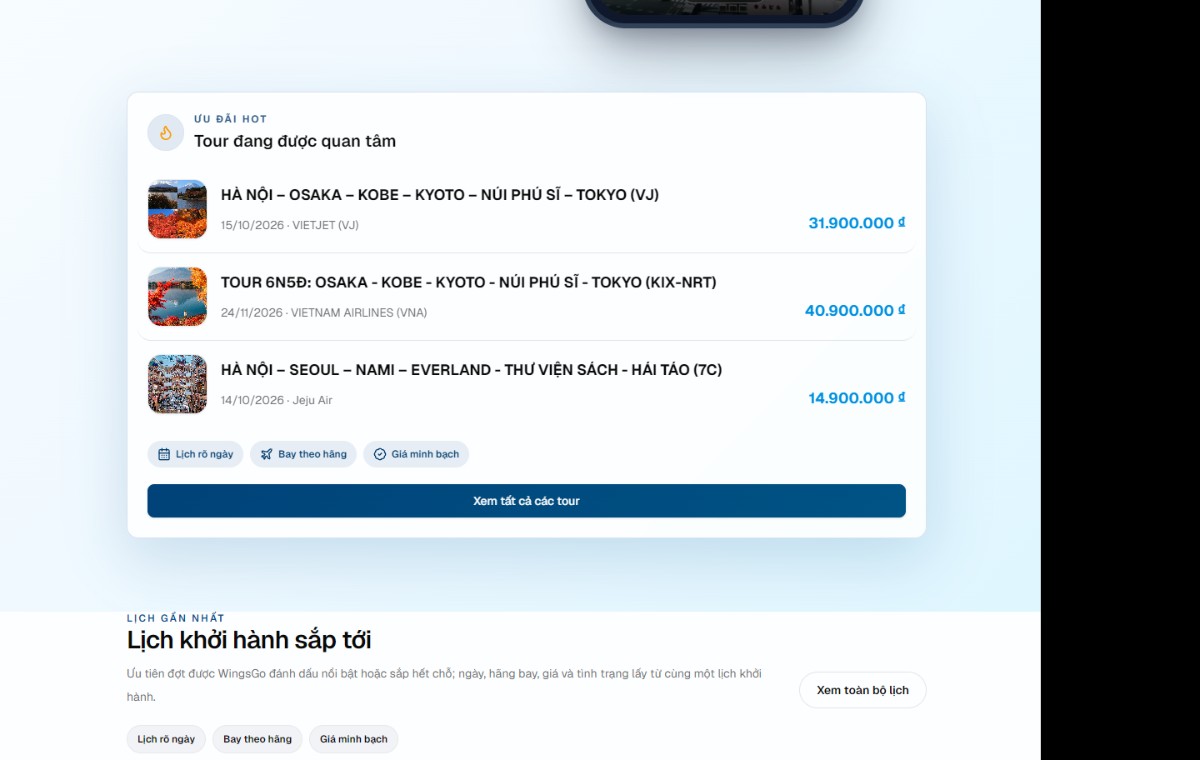 ƯU ĐÃI HOT
Tour đang được quan tâm
HÀ NỘI – OSAKA – KOBE – KYOTO – NÚI PHÚ SĨ – TOKYO (VJ)
15/10/2026 · VIETJET (VJ)
31.900.000 ₫
TOUR 6N5Đ: OSAKA - KOBE - KYOTO - NÚI PHÚ SĨ - TOKYO (KIX-NRT)
24/11/2026 · VIETNAM AIRLINES (VNA)
40.900.000 ₫
HÀ NỘI – SEOUL – NAMI – EVERLAND - THƯ VIỆN SÁCH - HÁI TÁO (7C)
14/10/2026 · Jeju Air
14.900.000 ₫
Lịch rõ ngày Bay theo hãng Giá minh bạch
Xem tất cả các tour
LỊCH GẦN NHẤT
Lịch khởi hành sắp tới
Ưu tiên đợt được WingsGo đánh dấu nổi bật hoặc sắp hết chỗ; ngày, hãng bay, giá và tình trạng lấy từ cùng một lịch khởi
hành.
Xem toàn bộ lịch
Lịch rõ ngày Bay theo hãng Giá minh bạch